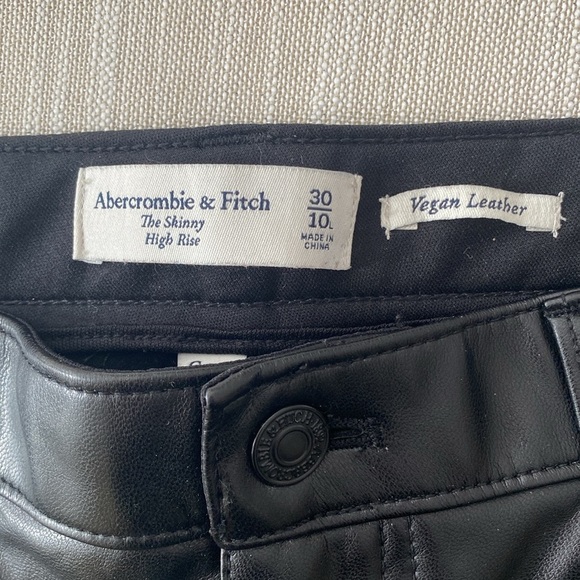 Abercrombie & Fitch
The Skinny
High Rise
30
10L
MADE IN
CHINA
Vegan Leather